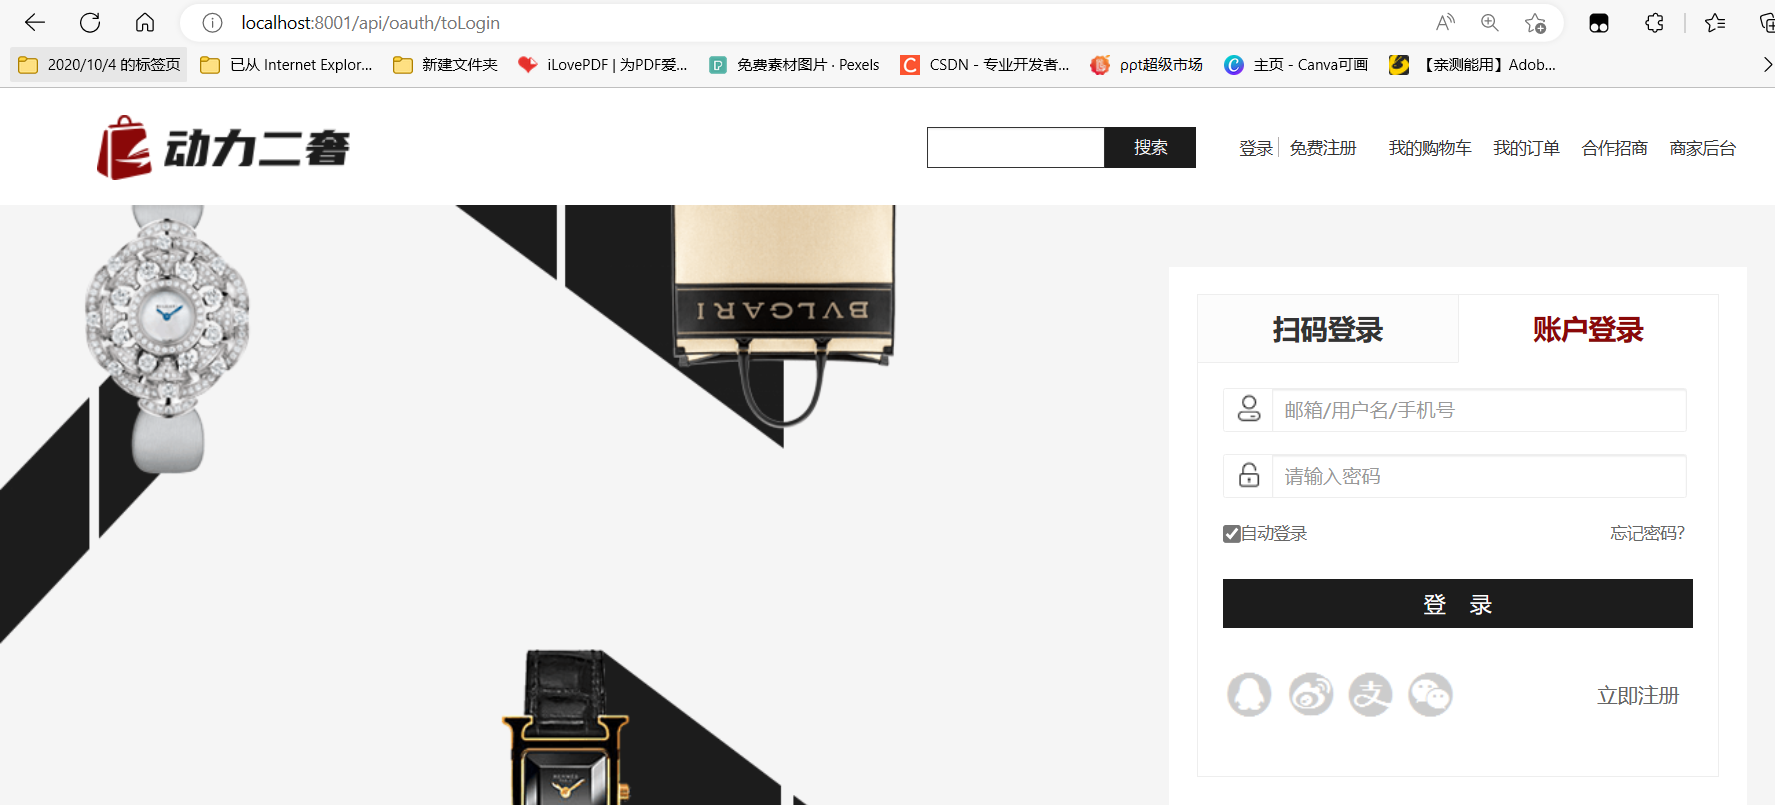 localhost:8001/api/oauth/toLogin
2020/10/4 的标签页
已从 Internet Explor...
新建文件夹
iLovePDF | 为PDF爱...
免费素材图片 · Pexels
CSDN - 专业开发者...
ppt超级市场
主页 - Canva可画
【亲测能用】Adob...
动力二奢
搜索
登录
免费注册
我的购物车
我的订单
合作招商
商家后台
BVLGARI
扫码登录
账户登录
邮箱/用户名/手机号
请输入密码
自动登录
忘记密码?
登 录
支
立即注册